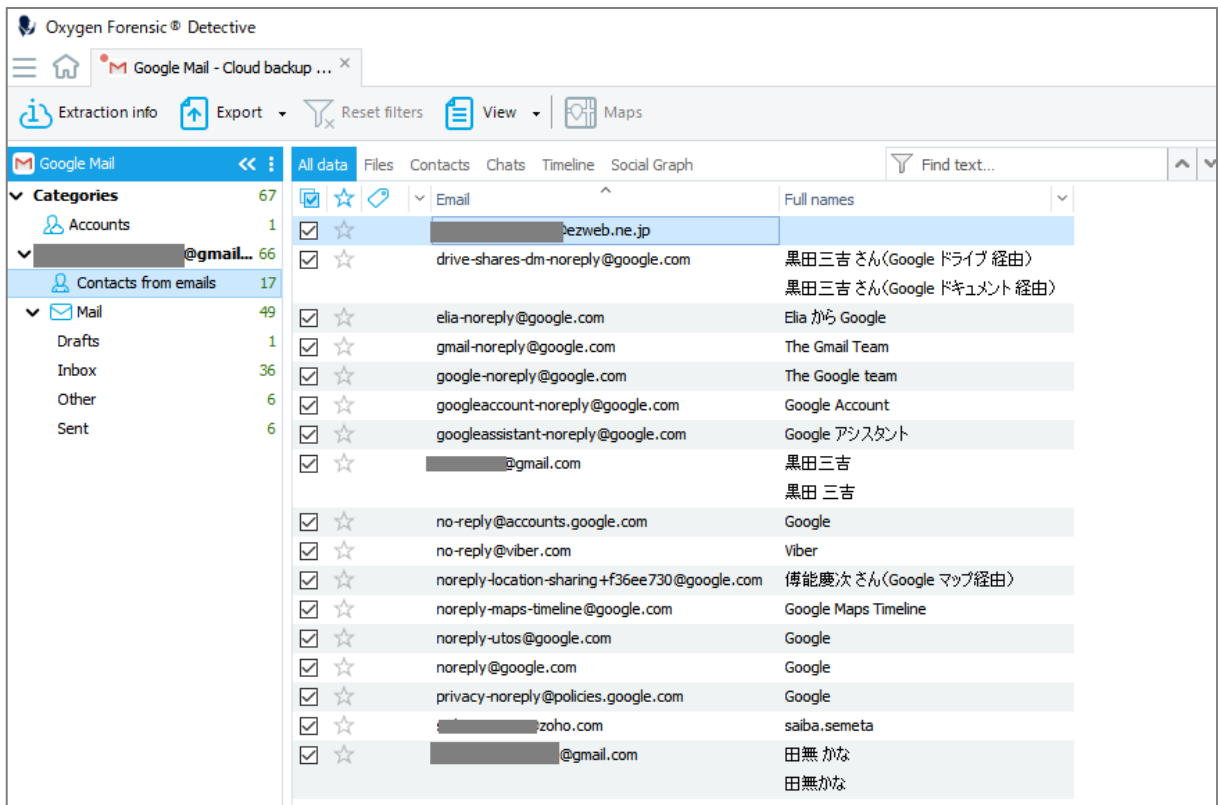 Oxygen Forensic® Detective
Google Mail - Cloud backup ... ×
Extraction info Export Reset filters View Maps
Google Mail
All data Files Contacts Chats Timeline Social Graph Find text...
Categories 67
Accounts 1
@gmail... 66
Contacts from emails 17
Mail 49
Drafts 1
Inbox 36
Other 6
Sent 6
Email Full names
ezweb.ne.jp
drive-shares-dm-noreply@google.com 黒田三吉 さん(Google ドライブ 経由)
黒田三吉 さん(Google ドキュメント 経由)
elia-noreply@google.com Elia から Google
gmail-noreply@google.com The Gmail Team
google-noreply@google.com The Google team
googleaccount-noreply@google.com Google Account
googleassistant-noreply@google.com Google アシスタント
@gmail.com 黒田三吉
黒田 三吉
no-reply@accounts.google.com Google
no-reply@viber.com Viber
noreply-location-sharing+f36ee730@google.com 傅能慶次 さん(Google マップ経由)
noreply-maps-timeline@google.com Google Maps Timeline
noreply-utos@google.com Google
noreply@google.com Google
privacy-noreply@policies.google.com Google
zoho.com saiba.semeta
@gmail.com 田無 かな
田無かな